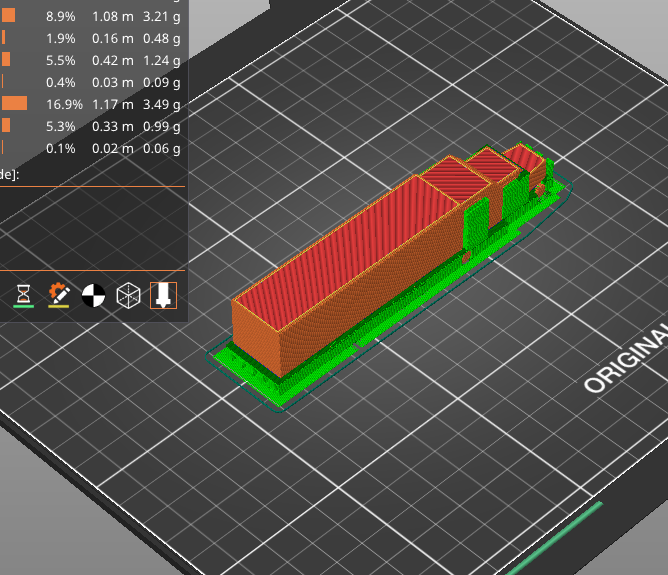 8.9% 1.08 m 3.21 g
1.9% 0.16 m 0.48 g
5.5% 0.42 m 1.24 g
0.4% 0.03 m 0.09 g
16.9% 1.17 m 3.49 g
5.3% 0.33 m 0.99 g
0.1% 0.02 m 0.06 g
de]:
ORIGINA